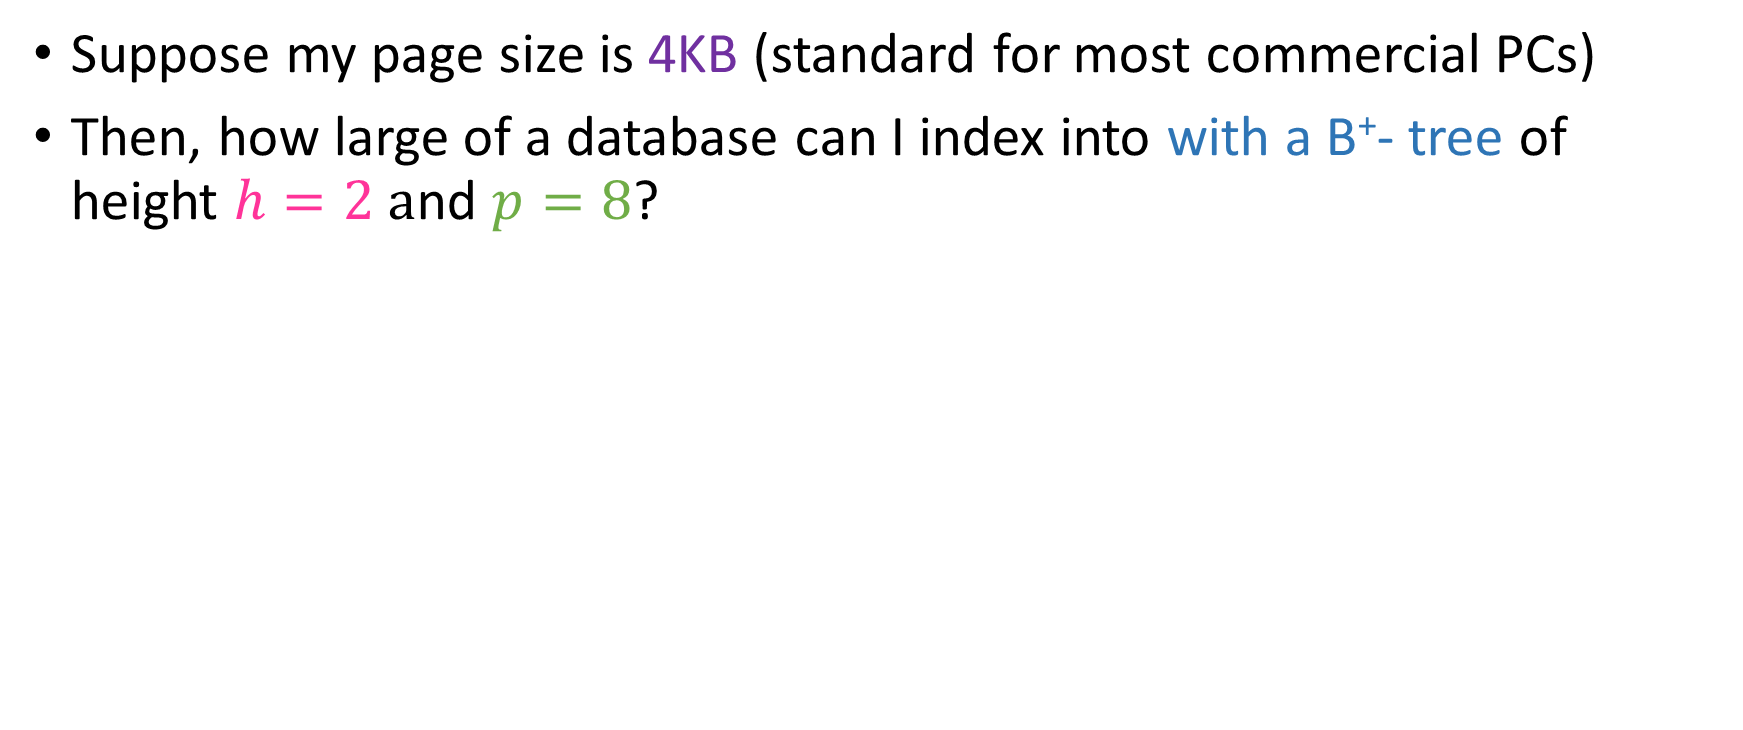 • Suppose my page size is 4KB (standard for most commercial PCs)
• Then, how large of a database can I index into with a B⁺- tree of
height h = 2 and p = 8?